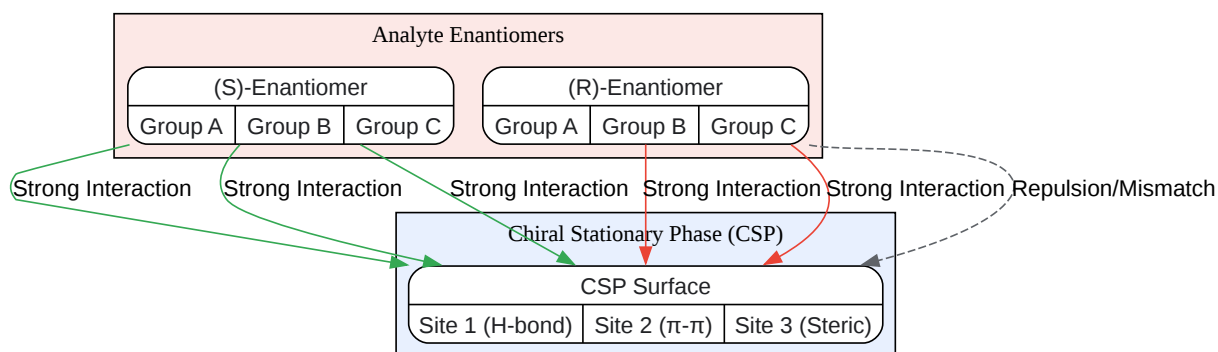 Analyte Enantiomers
(S)-Enantiomer
Group A Group B Group C
(R)-Enantiomer
Group A Group B Group C
Strong Interaction Strong Interaction Strong Interaction Strong Interaction Strong Interaction Repulsion/Mismatch
Chiral Stationary Phase (CSP)
CSP Surface
Site 1 (H-bond) Site 2 (π-π) Site 3 (Steric)